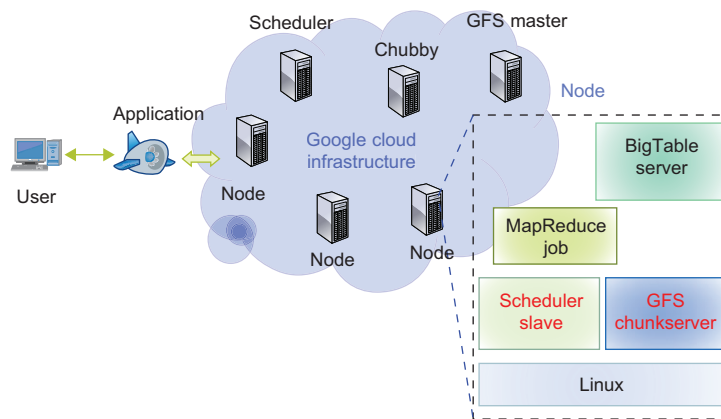 Scheduler
GFS master
Chubby
Node
Application
BigTable
server
Google cloud
infrastructure
User
Node
MapReduce
job
Node
Node
Scheduler
slave
GFS
chunkserver
Linux